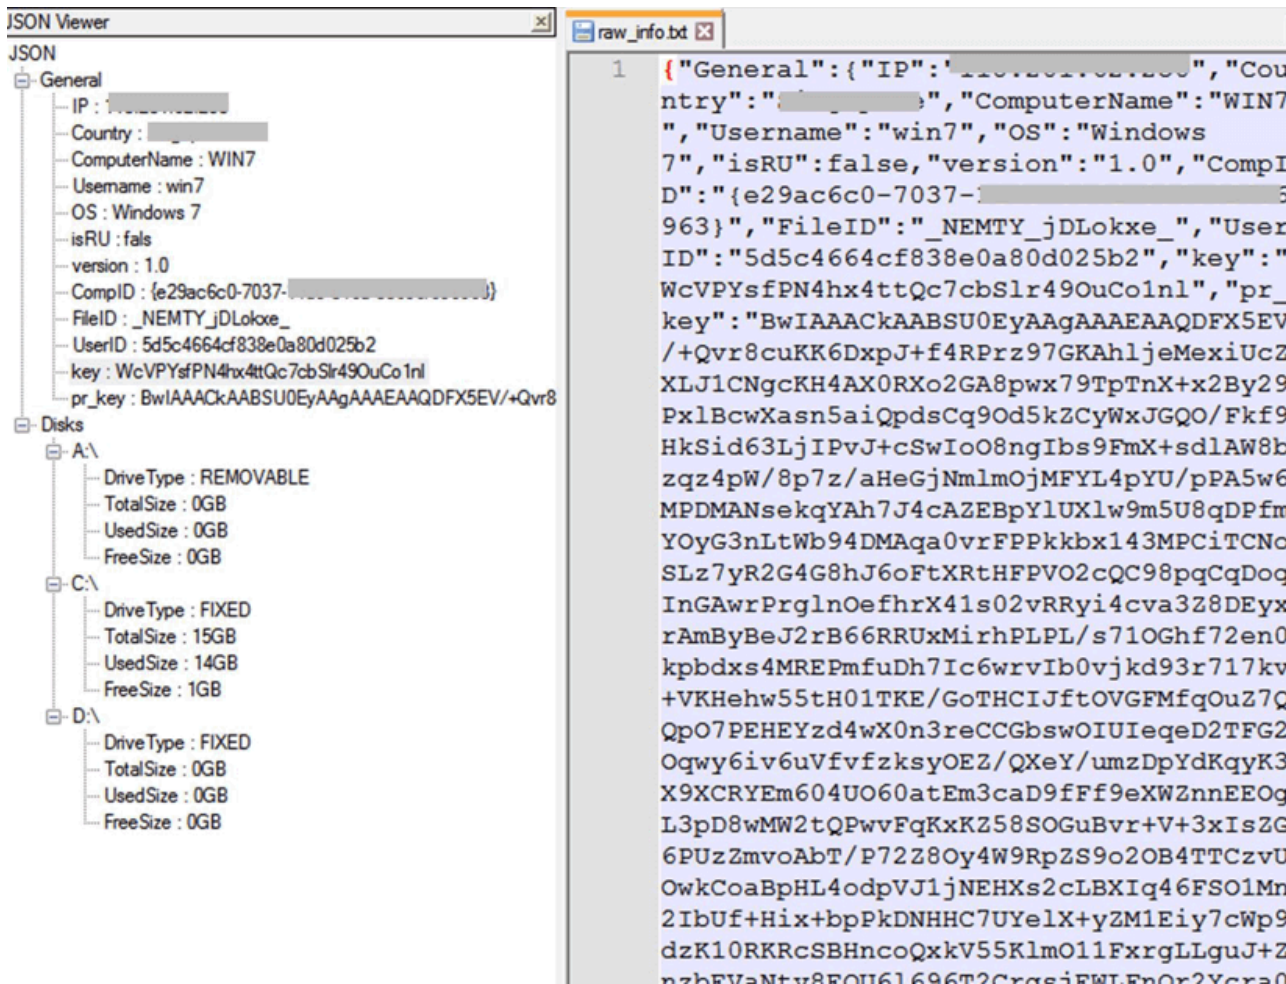 JSON Viewer
JSON
General
IP :
Country :
ComputerName : WIN7
Username : win7
OS : Windows 7
isRU : fals
version : 1.0
CompID : {e29ac6c0-7037-
FileID : _NEMTY_jDLokxe_
UserID : 5d5c4664cf838e0a80d025b2
key : WcVPYsfPN4hx4ttQc7cbSlr49OuCo1nl
pr_key : BwIAAACkAABSU0EyAAgAAAEAAQDFX5EV/+Qvr8
Disks
A:\
DriveType : REMOVABLE
TotalSize : 0GB
UsedSize : 0GB
FreeSize : 0GB
C:\
DriveType : FIXED
TotalSize : 15GB
UsedSize : 14GB
FreeSize : 1GB
D:\
DriveType : FIXED
TotalSize : 0GB
UsedSize : 0GB
FreeSize : 0GB
raw_info.txt
1
{"General":{"IP":" ","Cou
ntry":" ","ComputerName":"WIN7
","Username":"win7","OS":"Windows
7","isRU":false,"version":"1.0","CompI
D":"{e29ac6c0-7037-
963}","FileID":"_NEMTY_jDLokxe_","User
ID":"5d5c4664cf838e0a80d025b2","key":"
WcVPYsfPN4hx4ttQc7cbSlr49OuCo1nl","pr_
key":"BwIAAACkAABSU0EyAAgAAAEAAQDFX5EV
/+Qvr8cuKK6DxpJ+f4RPrz97GKAhljeMexiUcZ
XLJ1CNgcKH4AX0RXo2GA8pwx79TpTnX+x2By29
PxlBcwXasn5aiQpdsCq9Od5kZCyWxJGQO/Fkf9
HkSid63LjIPvJ+cSwIoO8ngIbs9FmX+sdlAW8b
zqz4pW/8p7z/aHeGjNmlmOjMFYL4pYU/pPA5w6
MPDMANsekqYAh7J4cAZEBpYlUXlw9m5U8qDPfm
YOyG3nLtWb94DMAqa0vrFPPkkbx143MPCiTCNo
SLz7yR2G4G8hJ6oFtXRtHFPVO2cQC98pqCqDoq
InGAwrPrglnOefhrX41s02vRRyi4cva3Z8DEyx
rAmByBeJ2rB66RRUxMirhPLPL/s71OGhf72en0
kpbdxs4MREPmfuDh7Ic6wrvIb0vjkd93r717kv
+VKHehw55tH01TKE/GoTHCIJftOVGFMfqOuZ7Q
QpO7PEHEYzd4wX0n3reCCGbswOIUIeqeD2TFG2
Oqwy6iv6uVfvfzksyOEZ/QXeY/umzDpYdKqyK3
X9XCRYEm604UO60atEm3caD9fFf9eXWZnnEEOg
L3pD8wMW2tQPwvFqKxKZ58SOGuBvr+V+3xIsZG
6PUzZmvoAbT/P72Z8Oy4W9RpZS9o2OB4TTCzvU
OwkCoaBpHL4odpVJ1jNEHXs2cLBXIq46FSO1Mn
2IbUf+Hix+bpPkDNHHC7UYelX+yZM1Eiy7cWp9
dzK10RKRcSBHncoQxkV55KlmO11FxrgLLguJ+Z